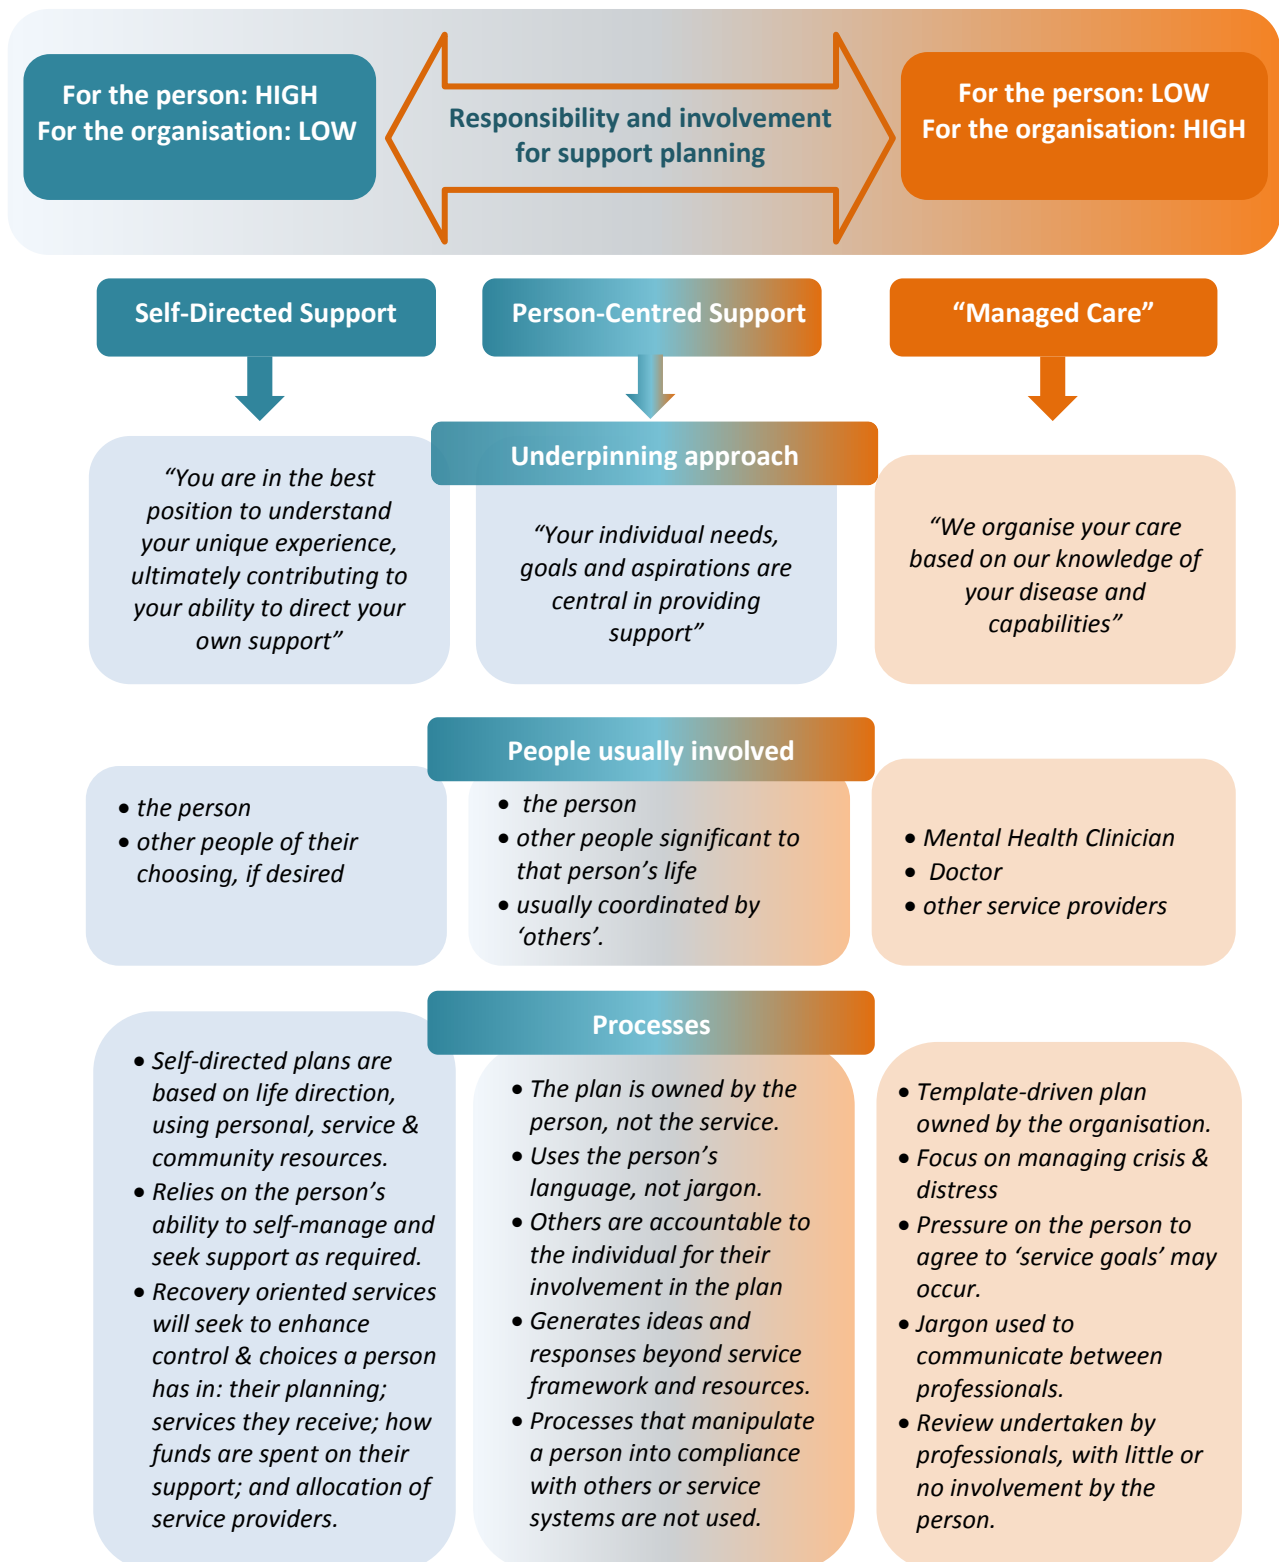 For the person: HIGH
For the organisation: LOW
Responsibility and involvement
for support planning
For the person: LOW
For the organisation: HIGH
Self-Directed Support
Person-Centred Support
“Managed Care”
Underpinning approach
“You are in the best
position to understand
your unique experience,
ultimately contributing to
your ability to direct your
own support”
“Your individual needs,
goals and aspirations are
central in providing
support”
“We organise your care
based on our knowledge of
your disease and
capabilities”
People usually involved
• the person
• other people of their
choosing, if desired
• the person
• other people significant to
that person’s life
• usually coordinated by
‘others’.
• Mental Health Clinician
• Doctor
• other service providers
Processes
• Self-directed plans are
based on life direction,
using personal, service &
community resources.
• Relies on the person’s
ability to self-manage and
seek support as required.
• Recovery oriented services
will seek to enhance
control & choices a person
has in: their planning;
services they receive; how
funds are spent on their
support; and allocation of
service providers.
• The plan is owned by the
person, not the service.
• Uses the person’s
language, not jargon.
• Others are accountable to
the individual for their
involvement in the plan
• Generates ideas and
responses beyond service
framework and resources.
• Processes that manipulate
a person into compliance
with others or service
systems are not used.
• Template-driven plan
owned by the organisation.
• Focus on managing crisis &
distress
• Pressure on the person to
agree to ‘service goals’ may
occur.
• Jargon used to
communicate between
professionals.
• Review undertaken by
professionals, with little or
no involvement by the
person.